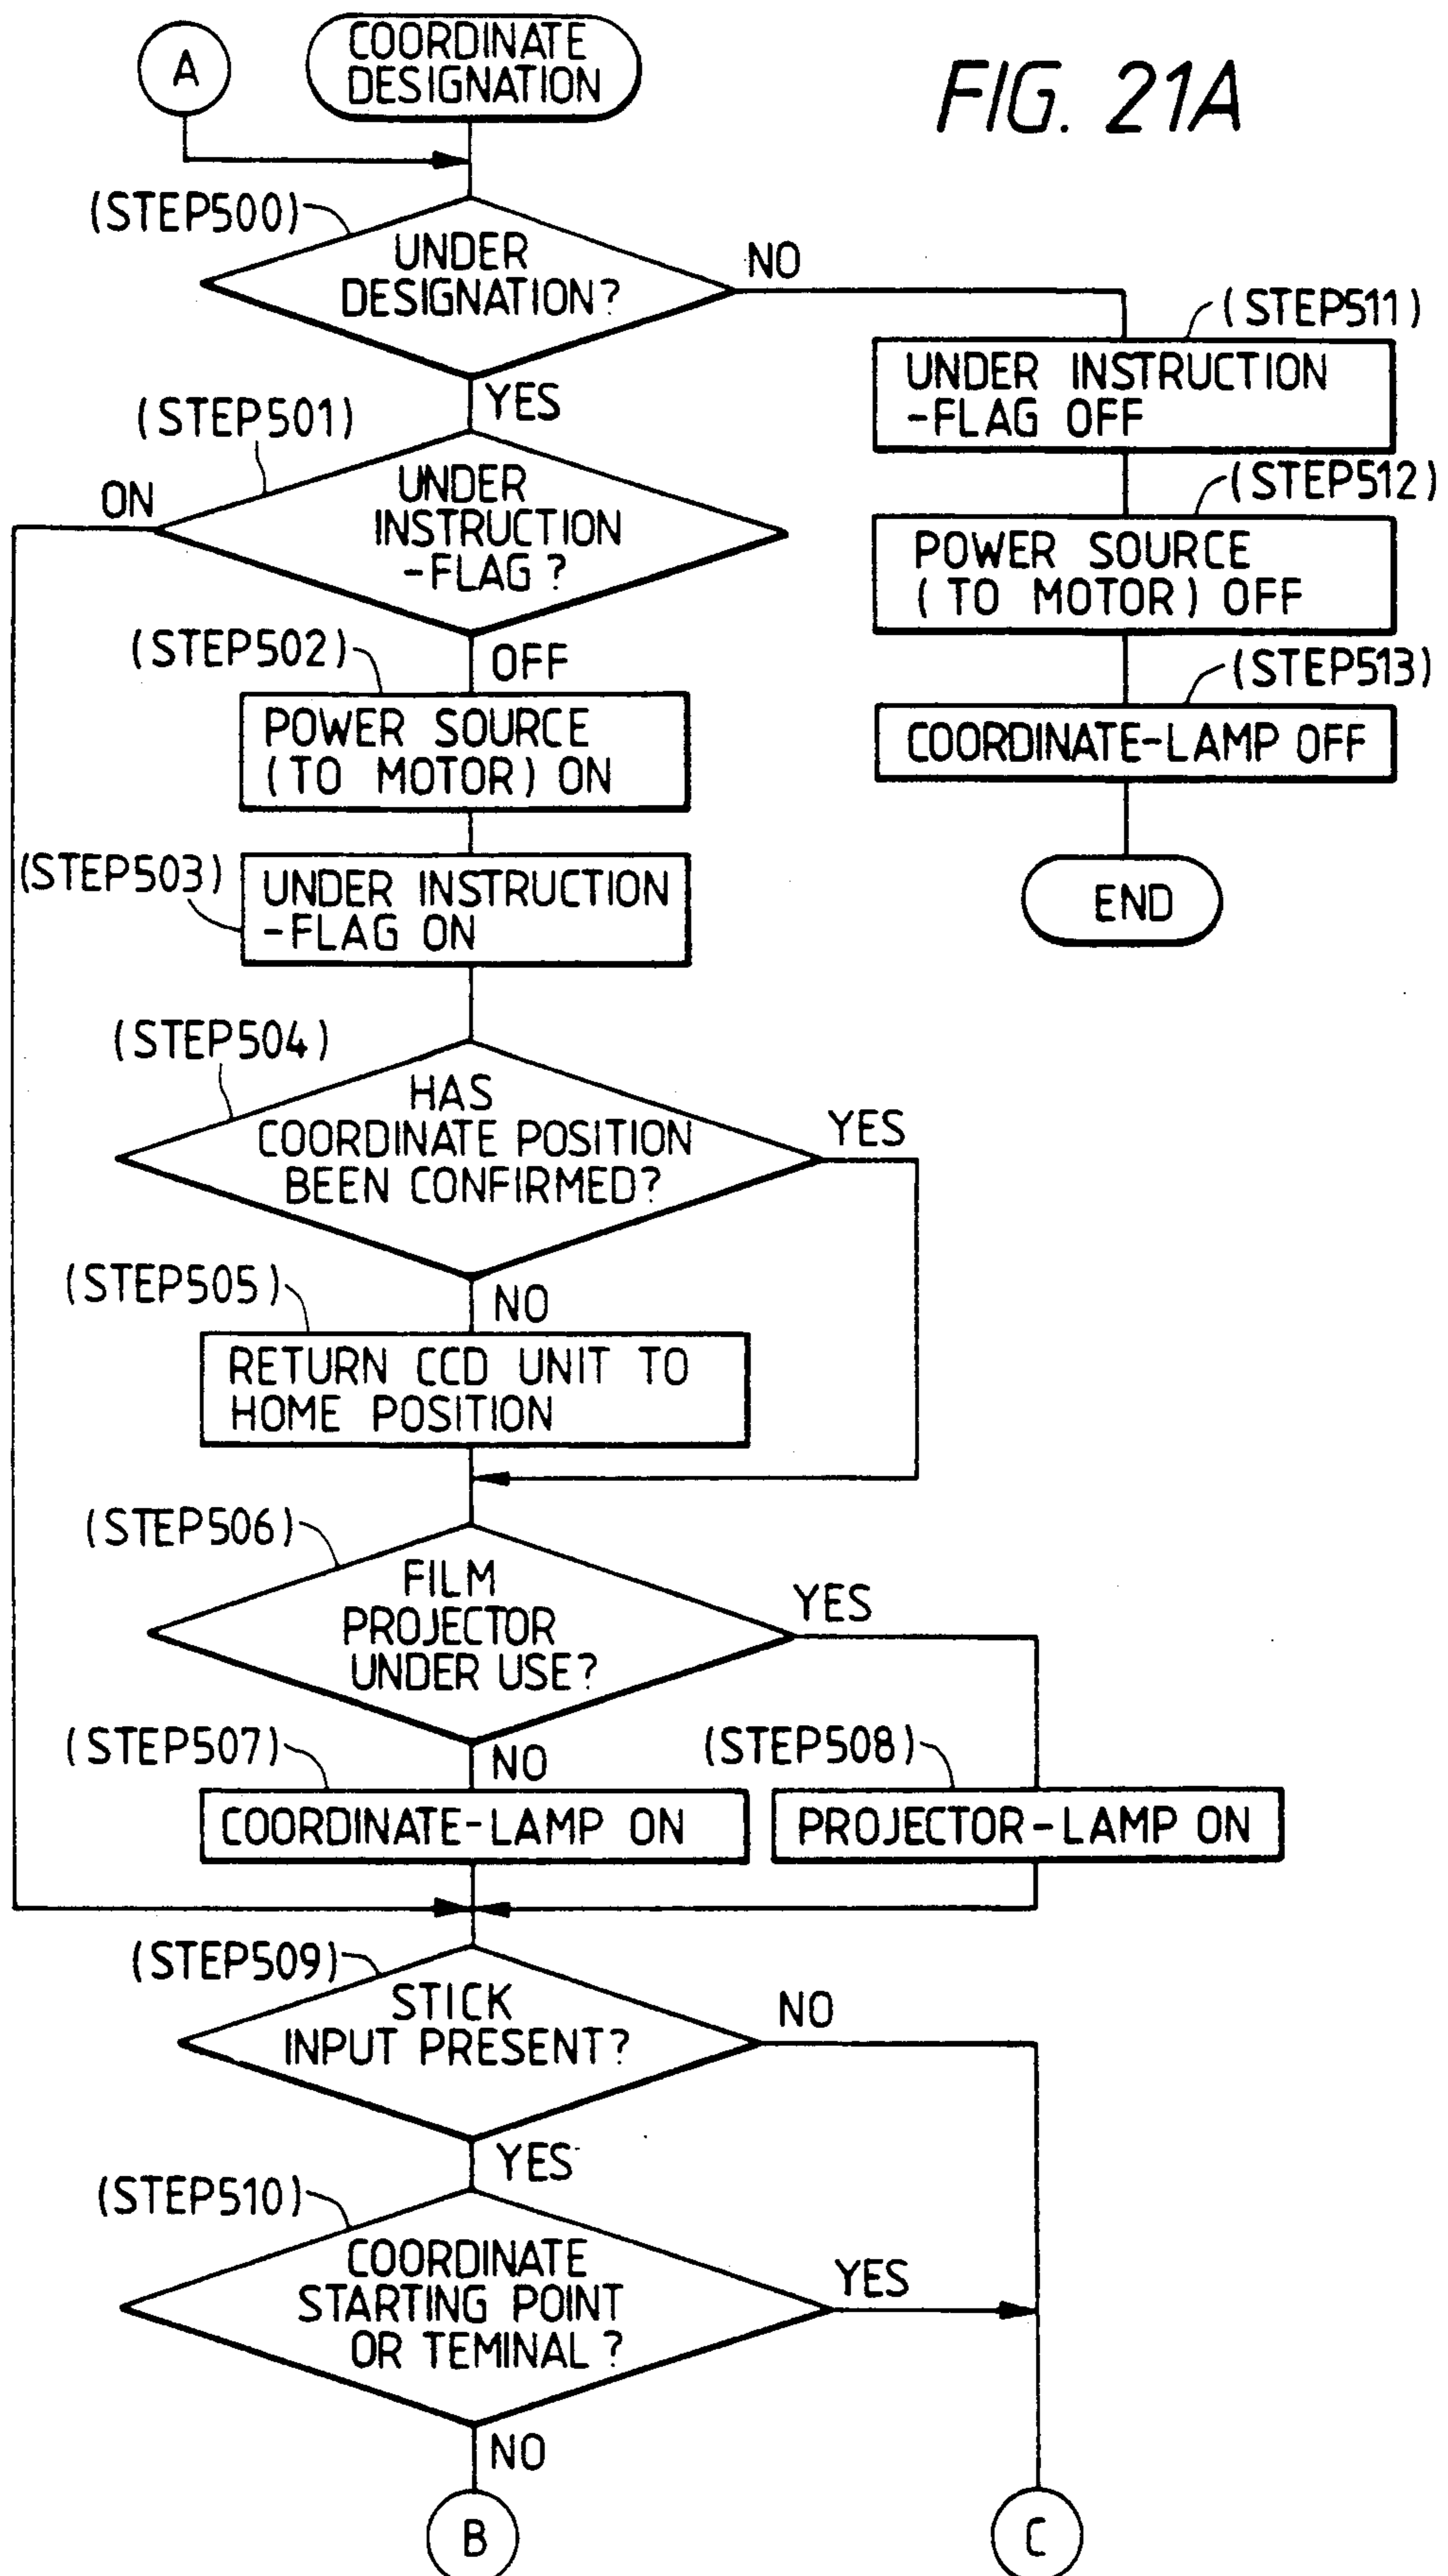 A
COORDINATE
DESIGNATION
FIG. 21A
(STEP500)
UNDER
DESIGNATION?
NO
YES
(STEP511)
UNDER INSTRUCTION
-FLAG OFF
(STEP501)
UNDER
INSTRUCTION
-FLAG ?
ON
OFF
(STEP512)
POWER SOURCE
(TO MOTOR) OFF
(STEP502)
POWER SOURCE
(TO MOTOR) ON
(STEP513)
COORDINATE-LAMP OFF
END
(STEP503)
UNDER INSTRUCTION
-FLAG ON
(STEP504)
HAS
COORDINATE POSITION
BEEN CONFIRMED?
YES
NO
(STEP505)
RETURN CCD UNIT TO
HOME POSITION
(STEP506)
FILM
PROJECTOR
UNDER USE?
YES
NO
(STEP507)
COORDINATE-LAMP ON
(STEP508)
PROJECTOR-LAMP ON
(STEP509)
STICK
INPUT PRESENT?
NO
YES
(STEP510)
COORDINATE
STARTING POINT
OR TEMINAL ?
YES
NO
B
C